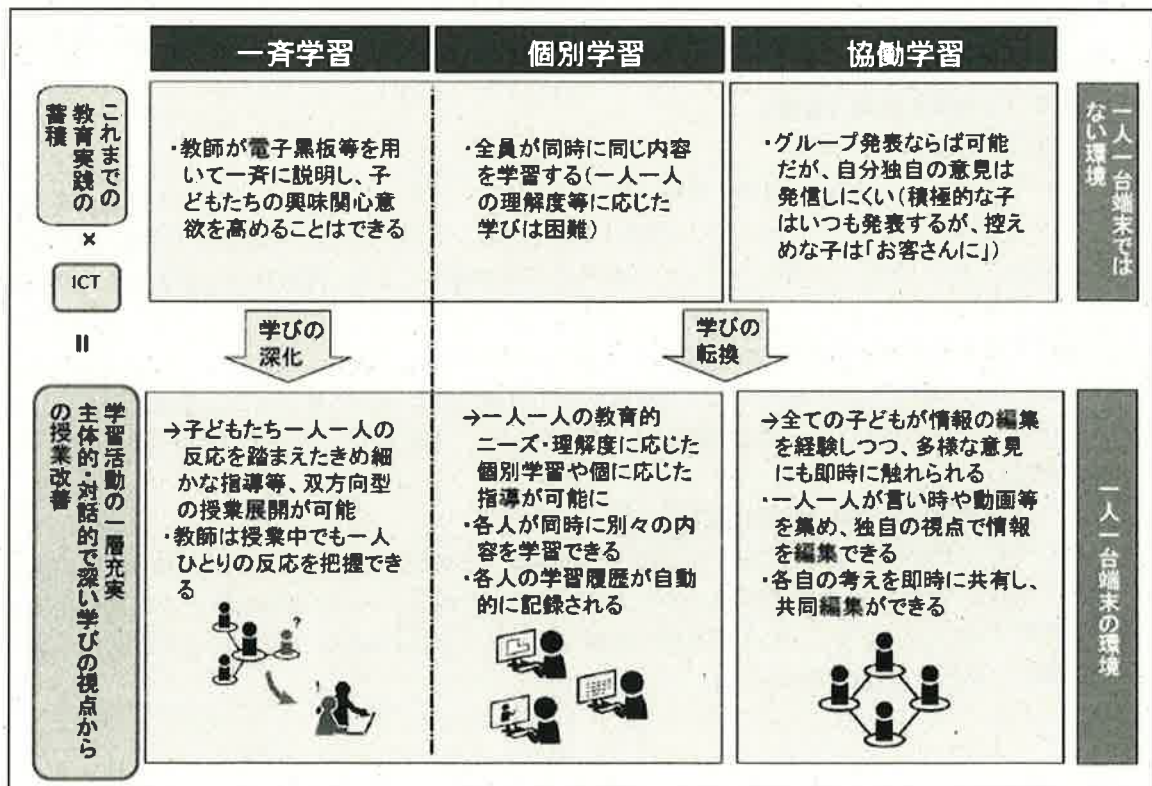 一斉学習
個別学習
協働学習
これまでの
教育実践の
蓄積
×
ICT
＝
学習活動の一層充実
主体的・対話的で深い学びの視点から
の授業改善
・教師が電子黒板等を用
いて一斉に説明し、子
どもたちの興味関心意
欲を高めることはできる
・全員が同時に同じ内容
を学習する(一人一人
の理解度等に応じた
学びは困難)
・グループ発表ならば可能
だが、自分独自の意見は
発信しにくい(積極的な子
はいつも発表するが、控え
めな子は「お客さんに」)
一人一台端末では
ない環境
学びの
深化
学びの
転換
→子どもたち一人一人の
反応を踏まえたきめ細
かな指導等、双方向型
の授業展開が可能
・教師は授業中でも一人
ひとりの反応を把握でき
る
?
!
→一人一人の教育的
ニーズ・理解度に応じた
個別学習や個に応じた
指導が可能に
・各人が同時に別々の内
容を学習できる
・各人の学習履歴が自動
的に記録される
→全ての子どもが情報の編集
を経験しつつ、多様な意見
にも即時に触れられる
・一人一人が言い時や動画等
を集め、独自の視点で情報
を編集できる
・各自の考えを即時に共有し、
共同編集ができる
一人一台端末の環境